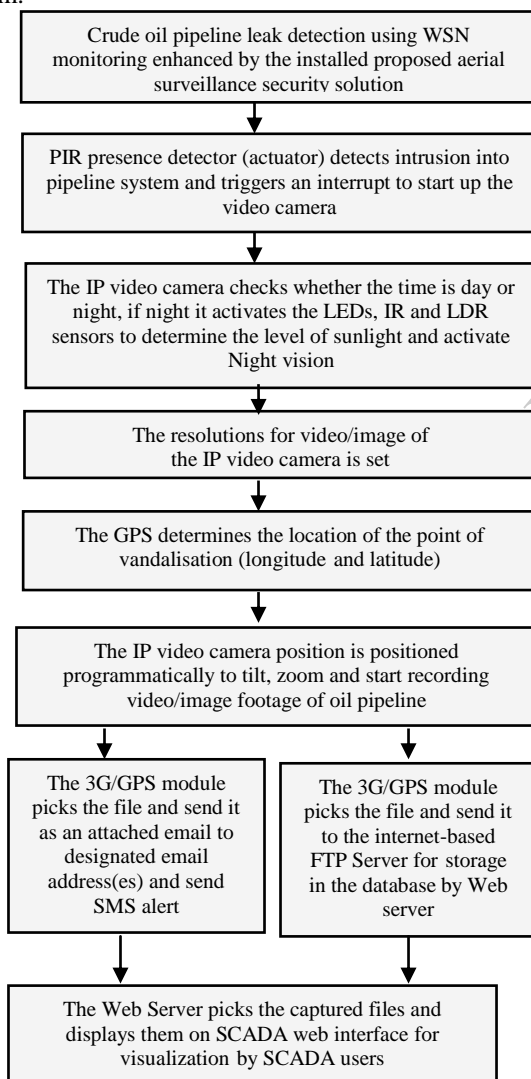 Crude oil pipeline leak detection using WSN
monitoring enhanced by the installed proposed aerial
surveillance security solution
PIR presence detector (actuator) detects intrusion into
pipeline system and triggers an interrupt to start up the
video camera
The IP video camera checks whether the time is day or
night, if night it activates the LEDs, IR and LDR
sensors to determine the level of sunlight and activate
Night vision
The resolutions for video/image of
the IP video camera is set
The GPS determines the location of the point of
vandalisation (longitude and latitude)
The IP video camera position is positioned
programmatically to tilt, zoom and start recording
video/image footage of oil pipeline
The 3G/GPS module
picks the file and send it
as an attached email to
designated email
address(es) and send
SMS alert
The 3G/GPS module
picks the file and send it
to the internet-based
FTP Server for storage
in the database by Web
server
The Web Server picks the captured files and
displays them on SCADA web interface for
visualization by SCADA users